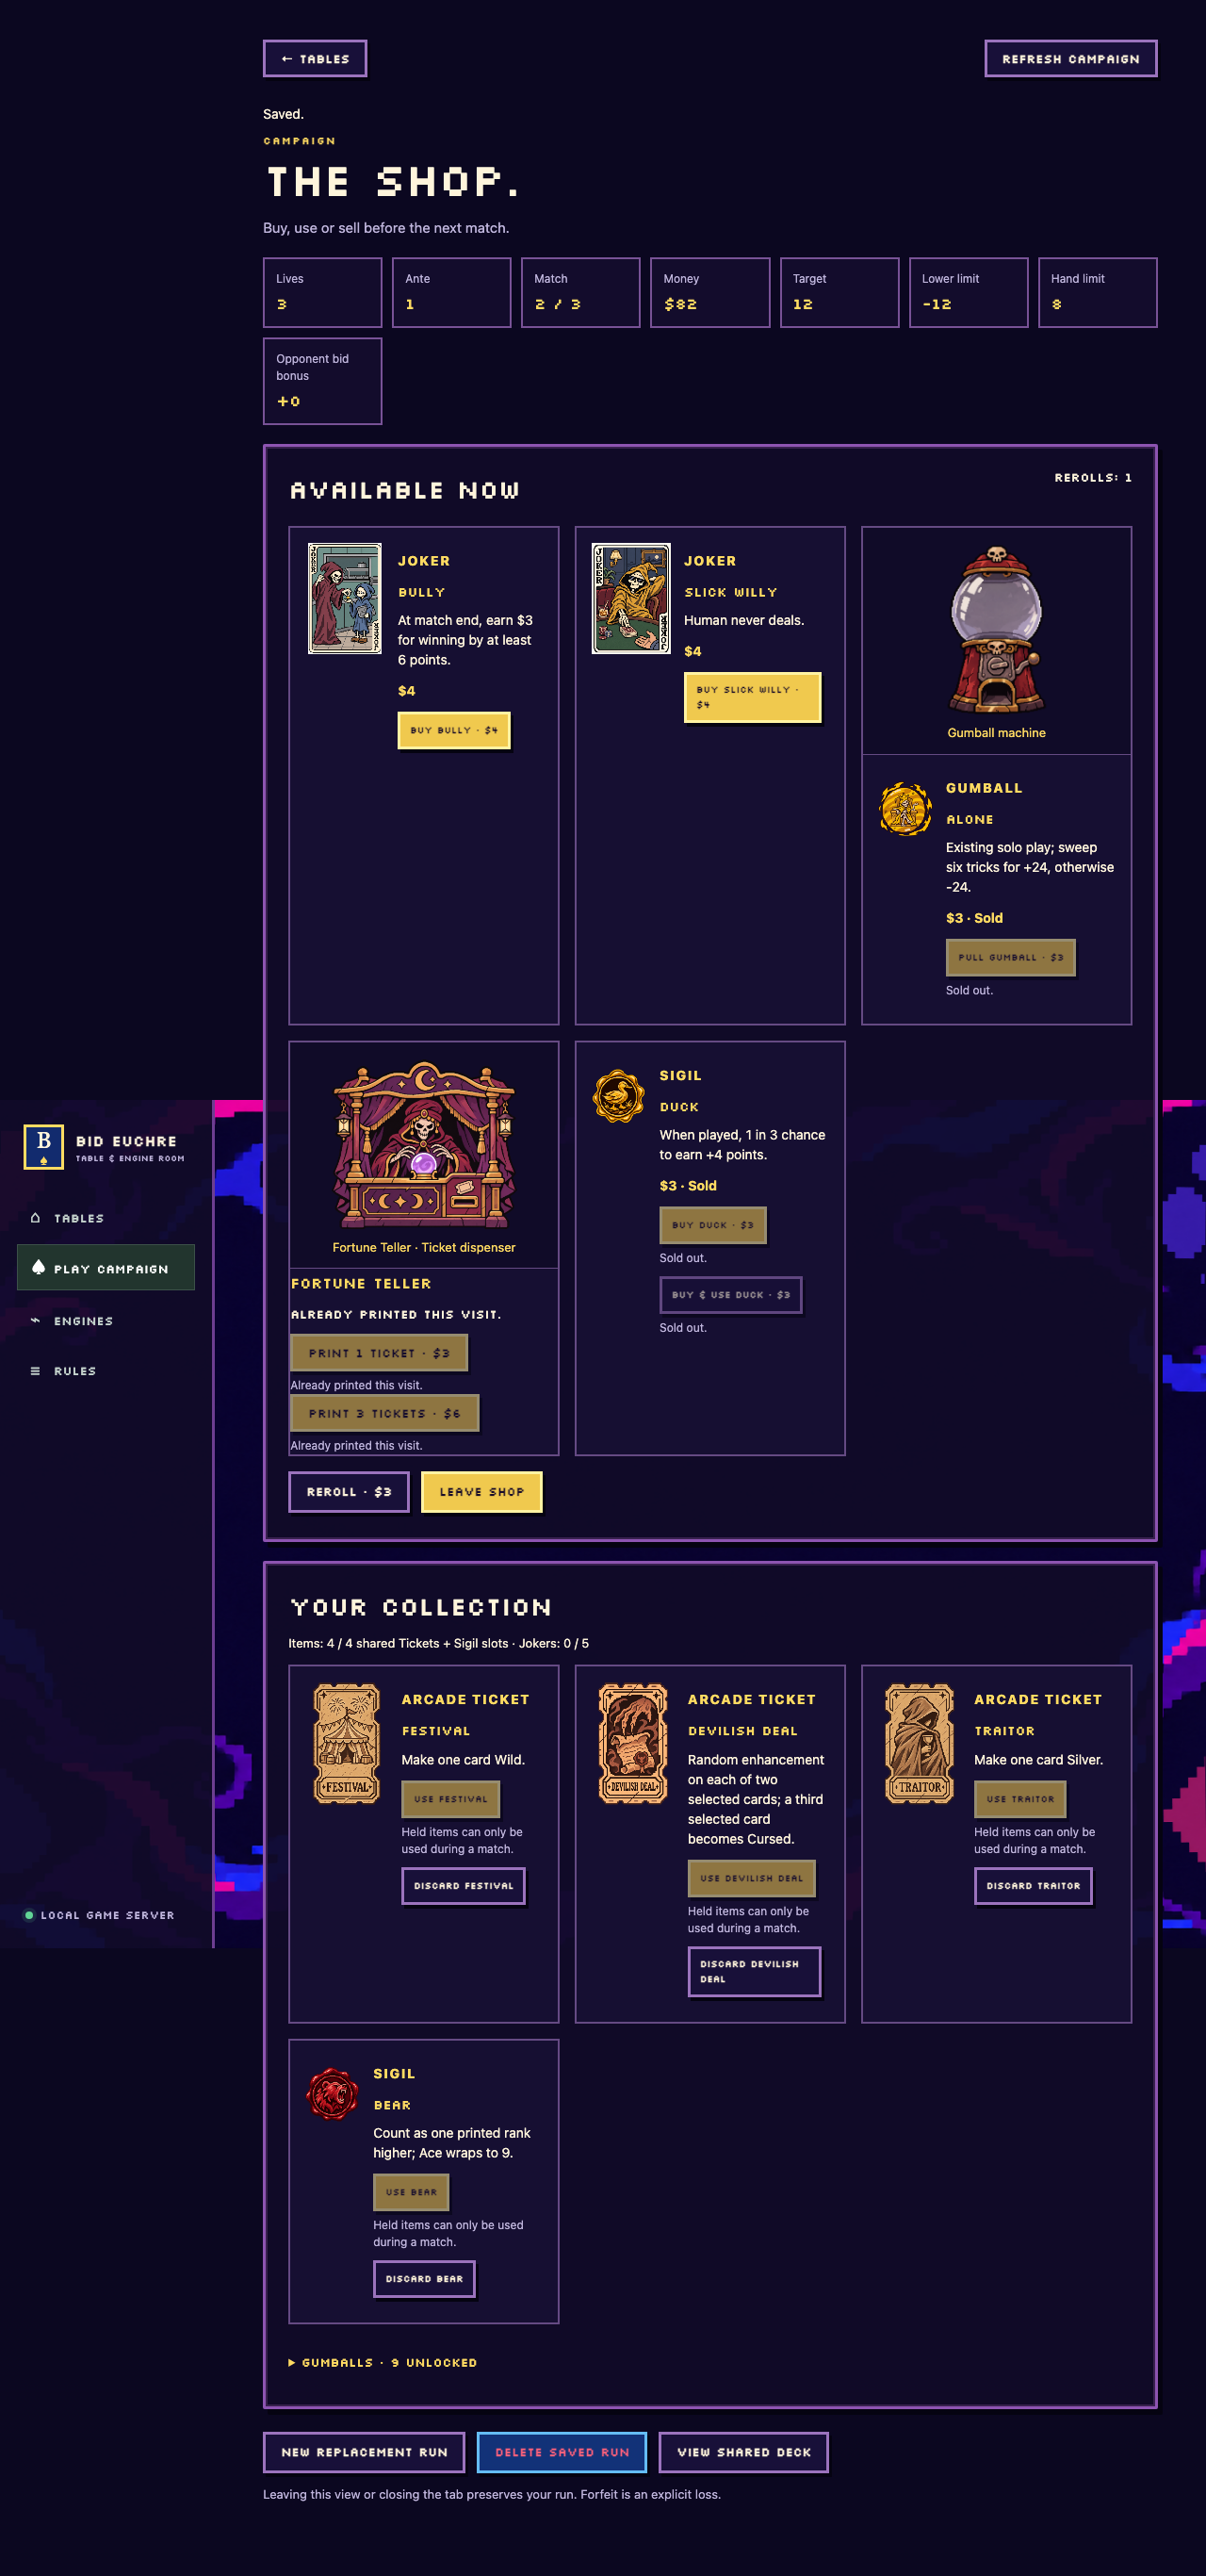 ← TABLES
REFRESH CAMPAIGN
Saved.
CAMPAIGN
THE SHOP.
Buy, use or sell before the next match.
Lives
3
Ante
1
Match
2 / 3
Money
$82
Target
12
Lower limit
-12
Hand limit
8
Opponent bid
bonus
+0
AVAILABLE NOW
REROLLS: 1
JOKER
JOKER
JOKER
BULLY
At match end, earn $3
for winning by at least
6 points.
$4
BUY BULLY · $4
JOKER
JOKER
JOKER
SLICK WILLY
Human never deals.
$4
BUY SLICK WILLY ·
$4
Gumball machine
GUMBALL
ALONE
Existing solo play; sweep
six tricks for +24, otherwise
-24.
$3 · Sold
PULL GUMBALL · $3
Sold out.
Fortune Teller · Ticket dispenser
FORTUNE TELLER
ALREADY PRINTED THIS VISIT.
PRINT 1 TICKET · $3
Already printed this visit.
PRINT 3 TICKETS · $6
Already printed this visit.
SIGIL
DUCK
When played, 1 in 3 chance
to earn +4 points.
$3 · Sold
BUY DUCK · $3
Sold out.
BUY & USE DUCK · $3
Sold out.
REROLL · $3
LEAVE SHOP
B
BID EUCHRE
TABLE & ENGINE ROOM
TABLES
PLAY CAMPAIGN
ENGINES
RULES
LOCAL GAME SERVER
YOUR COLLECTION
Items: 4 / 4 shared Tickets + Sigil slots · Jokers: 0 / 5
FESTIVAL
ARCADE TICKET
FESTIVAL
Make one card Wild.
USE FESTIVAL
Held items can only be
used during a match.
DISCARD FESTIVAL
DEVILISH DEAL
ARCADE TICKET
DEVILISH DEAL
Random enhancement
on each of two
selected cards; a third
selected card
becomes Cursed.
USE DEVILISH DEAL
Held items can only be
used during a match.
DISCARD DEVILISH
DEAL
TRAITOR
ARCADE TICKET
TRAITOR
Make one card Silver.
USE TRAITOR
Held items can only be
used during a match.
DISCARD TRAITOR
SIGIL
BEAR
Count as one printed rank
higher; Ace wraps to 9.
USE BEAR
Held items can only be used
during a match.
DISCARD BEAR
▶ GUMBALLS · 9 UNLOCKED
NEW REPLACEMENT RUN
DELETE SAVED RUN
VIEW SHARED DECK
Leaving this view or closing the tab preserves your run. Forfeit is an explicit loss.